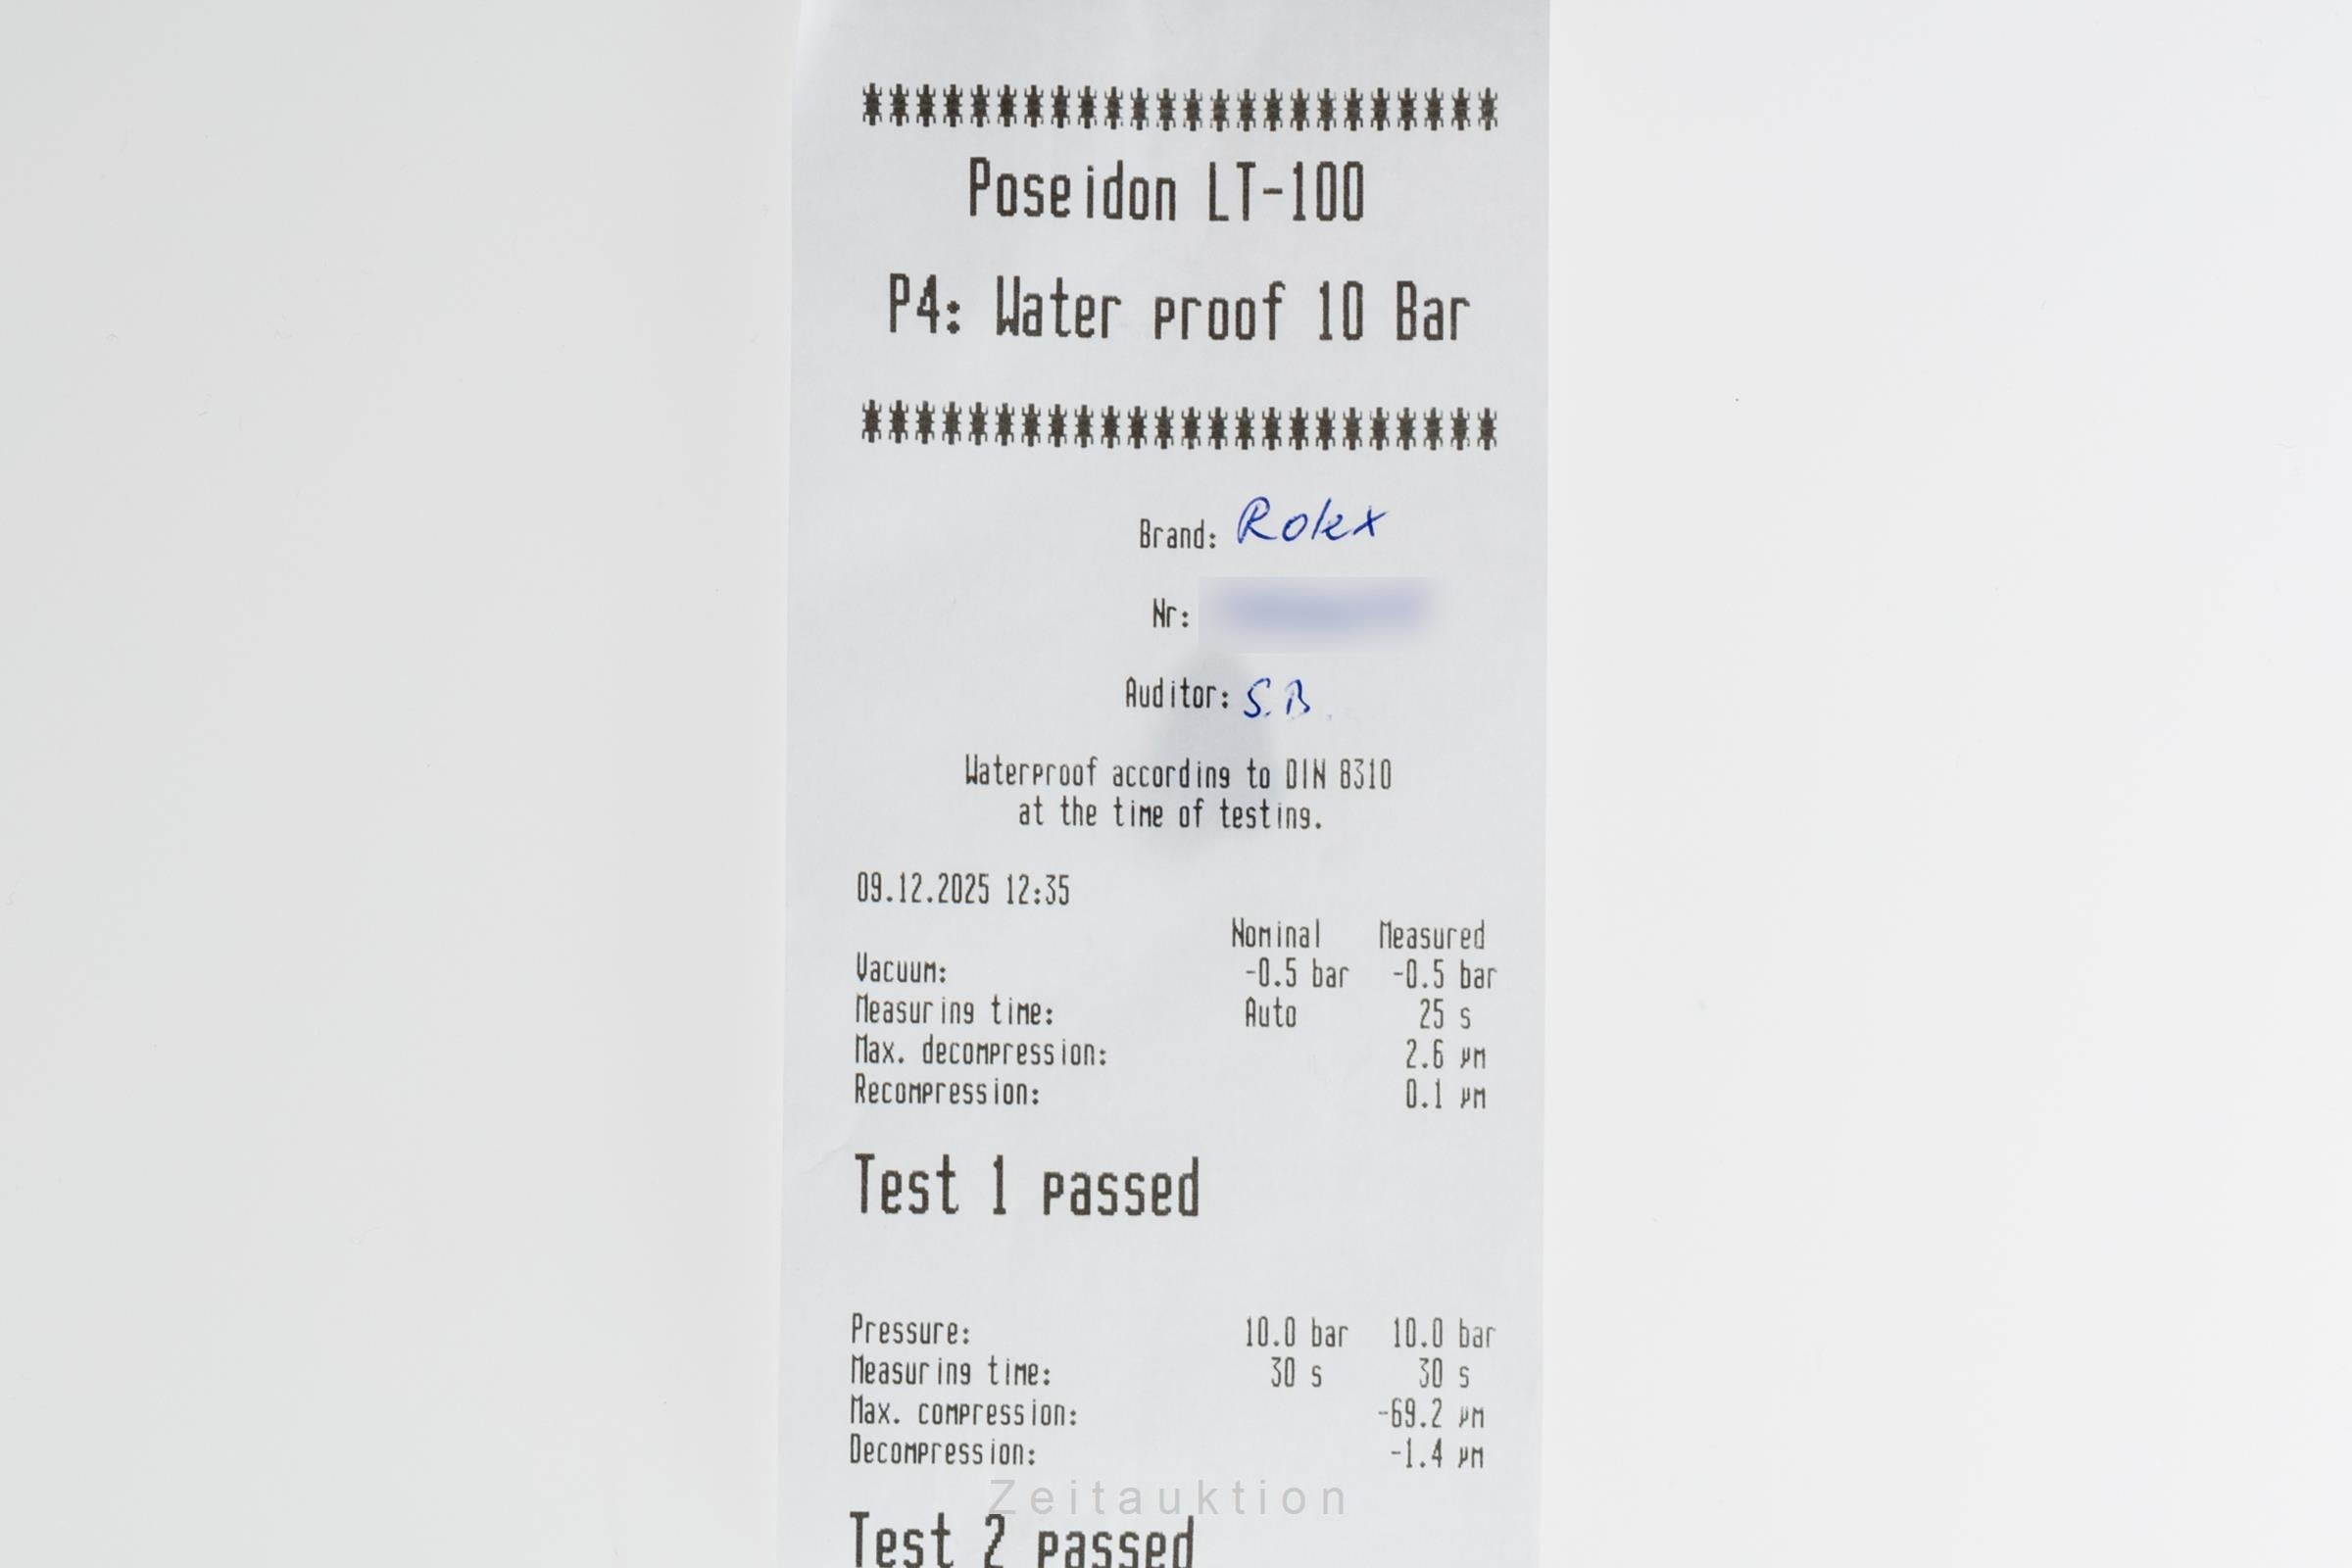 ************************
Poseidon LT-100
P4: Water proof 10 Bar
************************
Brand: Rolex
Nr:
Auditor: S.B.
Waterproof according to DIN 8310
at the time of testing.
09.12.2025 12:35
Nominal Measured
Vacuum: -0.5 bar -0.5 bar
Measuring time: Auto 25 s
Max. decompression: 2.6 µm
Recompression: 0.1 µm
Test 1 passed
Pressure: 10.0 bar 10.0 bar
Measuring time: 30 s 30 s
Max. compression: -69.2 µm
Decompression: -1.4 µm
Zeitauktion
Test 2 passed